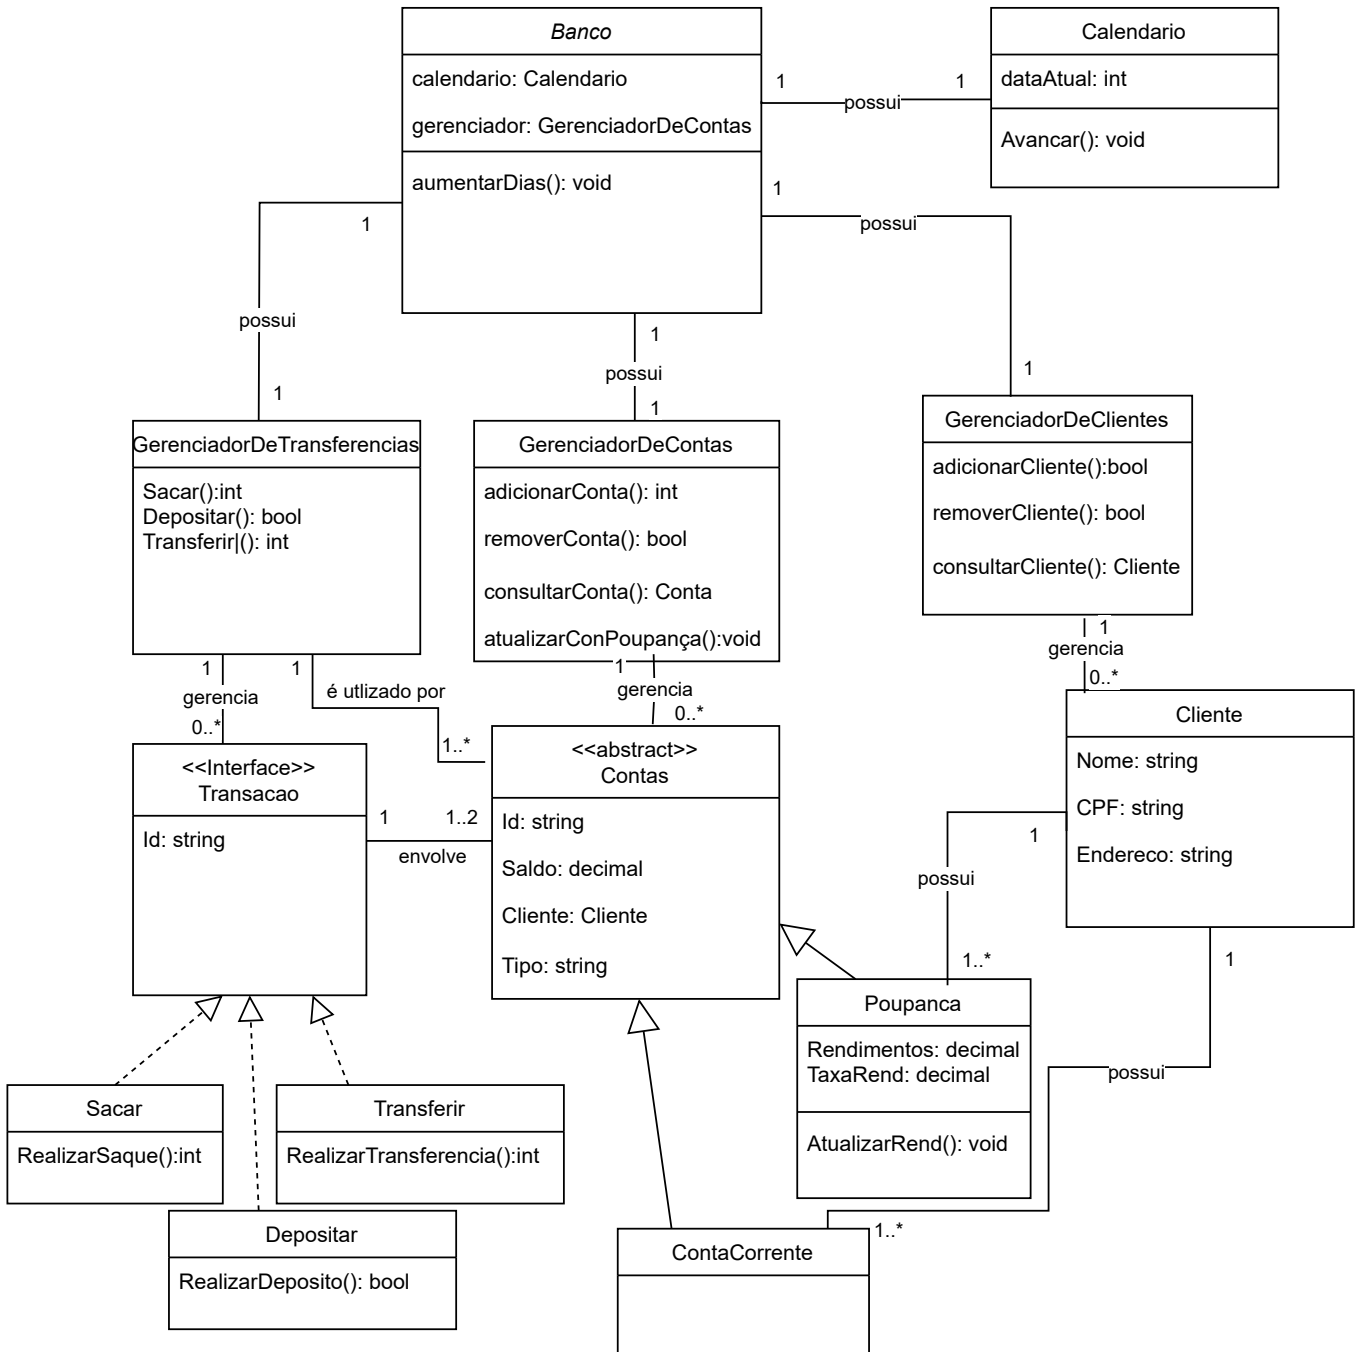 Banco
calendario: Calendario
gerenciador: GerenciadorDeContas
aumentarDias(): void
Calendario
dataAtual: int
Avancar(): void
1
possui
1
1
possui
1
1
possui
1
1
possui
1
GerenciadorDeTransferencias
Sacar():int
Depositar(): bool
Transferir|(): int
GerenciadorDeContas
adicionarConta(): int
removerConta(): bool
consultarConta(): Conta
atualizarConPoupança():void
GerenciadorDeClientes
adicionarCliente():bool
removerCliente(): bool
consultarCliente(): Cliente
1
gerencia
0..*
1
é utlizado por
1..*
1
gerencia
0..*
1
gerencia
0..*
<<Interface>>
Transacao
Id: string
1
1..2
envolve
<<abstract>>
Contas
Id: string
Saldo: decimal
Cliente: Cliente
Tipo: string
Cliente
Nome: string
CPF: string
Endereco: string
1
possui
1..*
1
possui
1..*
Poupanca
Rendimentos: decimal
TaxaRend: decimal
AtualizarRend(): void
Sacar
RealizarSaque():int
Transferir
RealizarTransferencia():int
Depositar
RealizarDeposito(): bool
ContaCorrente